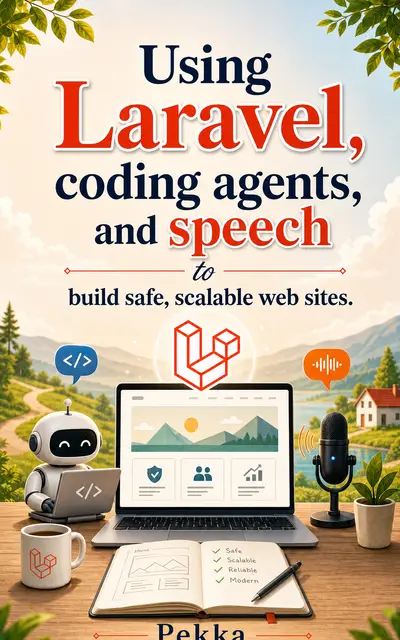 Using
Laravel,
coding agents,
and speech
to
build safe, scalable web sites.
</>
</>
✓ Safe
✓ Scalable
✓ Reliable
✓ Modern
Pekka